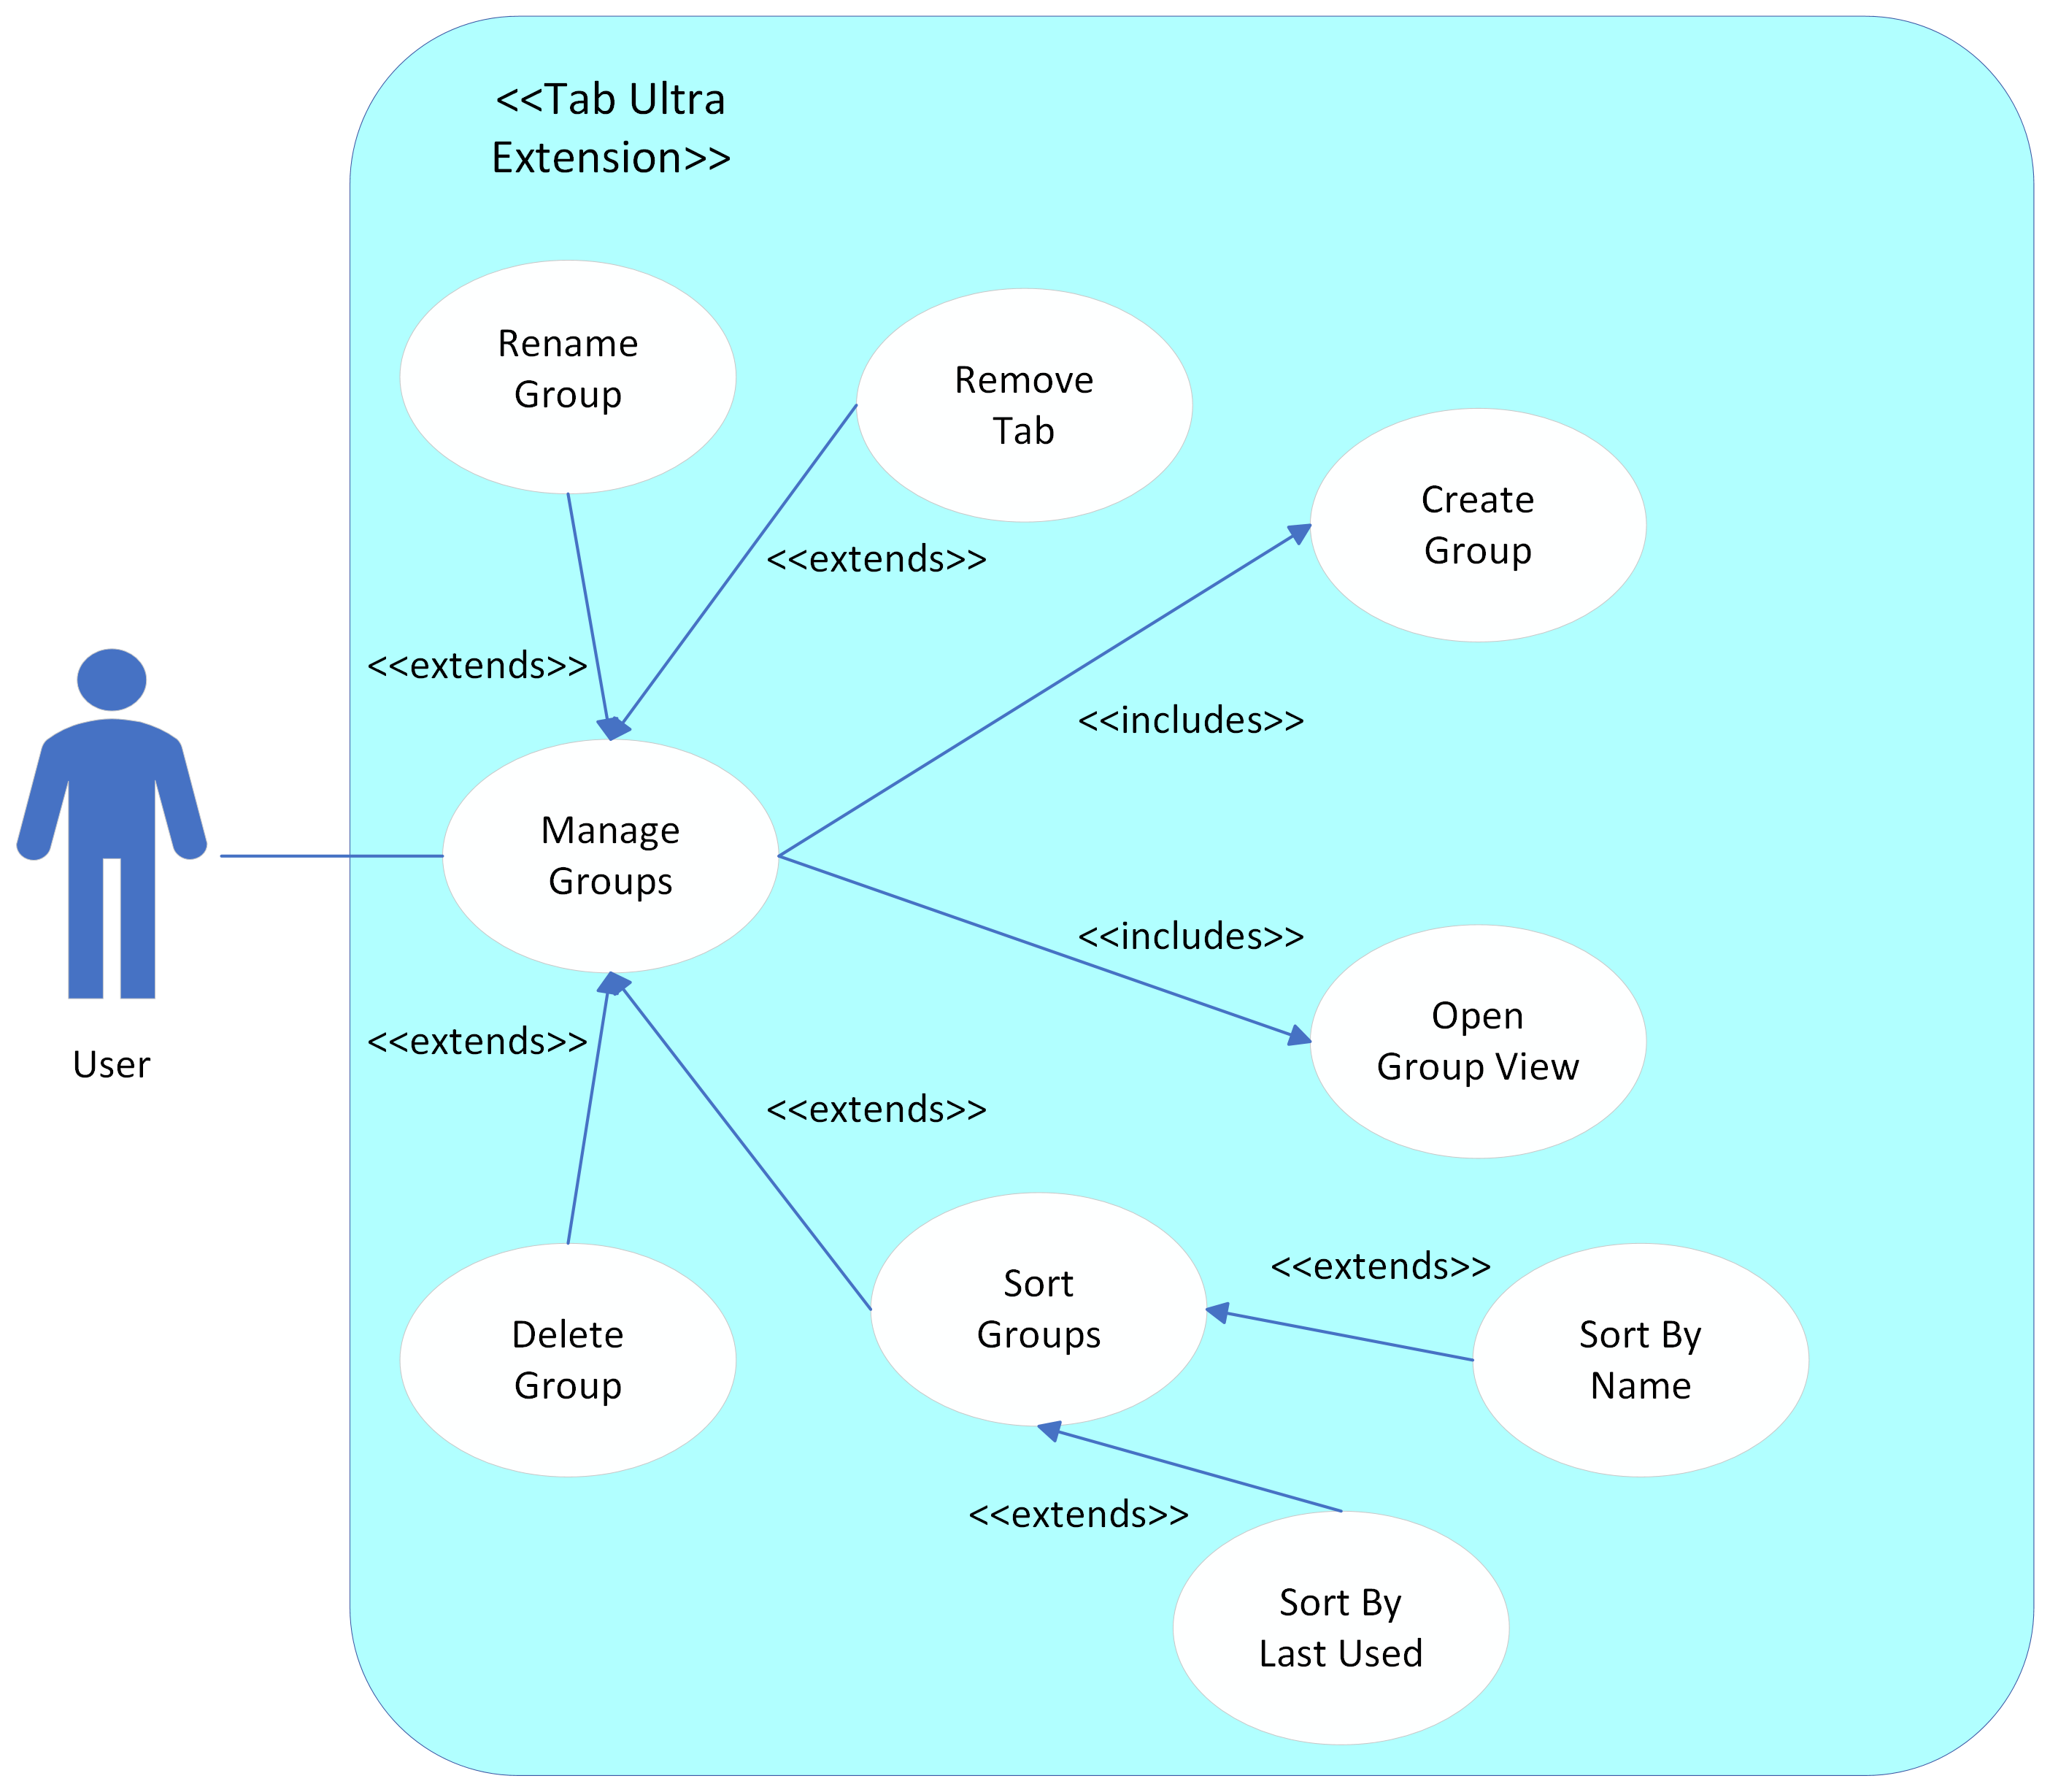 <<Tab Ultra
Extension>>
Rename
Group
Remove
Tab
Create
Group
<<extends>>
<<extends>>
<<includes>>
Manage
Groups
<<includes>>
Open
Group View
<<extends>>
User
<<extends>>
Sort
Groups
<<extends>>
Delete
Group
Sort By
Name
<<extends>>
Sort By
Last Used